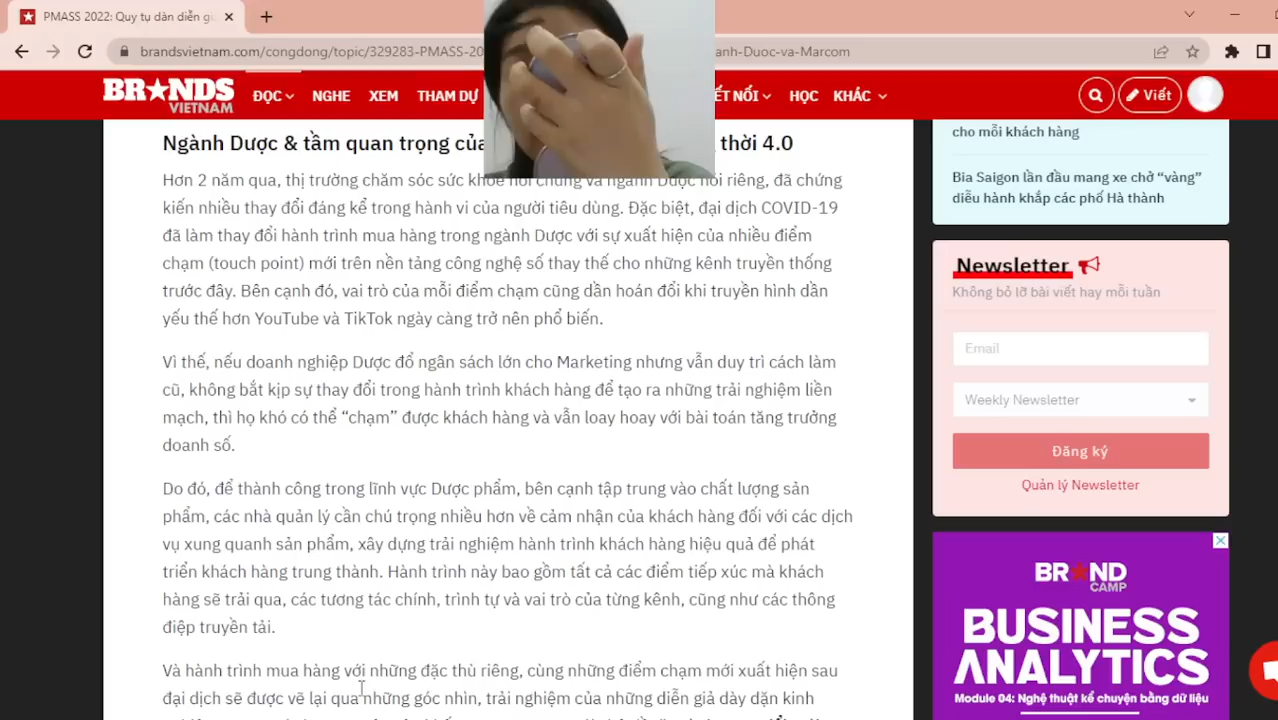 PMASS 2022: Quy tụ dàn diễn gi
brandsvietnam.com/congdong/topic/329283-PMASS-20
anh-Duoc-va-Marcom
BR★NDS
VIETNAM
ĐỌC
NGHE
XEM
THAM DỰ
ẾT NỐI
HỌC
KHÁC
Viết
Ngành Dược & tầm quan trọng của
thời 4.0
Hơn 2 năm qua, thị trường chăm sóc sức khỏe nói chung và ngành Dược nói riêng, đã chứng
kiến nhiều thay đổi đáng kể trong hành vi của người tiêu dùng. Đặc biệt, đại dịch COVID-19
đã làm thay đổi hành trình mua hàng trong ngành Dược với sự xuất hiện của nhiều điểm
chạm (touch point) mới trên nền tảng công nghệ số thay thế cho những kênh truyền thống
trước đây. Bên cạnh đó, vai trò của mỗi điểm chạm cũng dần hoán đổi khi truyền hình dần
yếu thế hơn YouTube và TikTok ngày càng trở nên phổ biến.
Vì thế, nếu doanh nghiệp Dược đổ ngân sách lớn cho Marketing nhưng vẫn duy trì cách làm
cũ, không bắt kịp sự thay đổi trong hành trình khách hàng để tạo ra những trải nghiệm liền
mạch, thì họ khó có thể “chạm” được khách hàng và vẫn loay hoay với bài toán tăng trưởng
doanh số.
Do đó, để thành công trong lĩnh vực Dược phẩm, bên cạnh tập trung vào chất lượng sản
phẩm, các nhà quản lý cần chú trọng nhiều hơn về cảm nhận của khách hàng đối với các dịch
vụ xung quanh sản phẩm, xây dựng trải nghiệm hành trình khách hàng hiệu quả để phát
triển khách hàng trung thành. Hành trình này bao gồm tất cả các điểm tiếp xúc mà khách
hàng sẽ trải qua, các tương tác chính, trình tự và vai trò của từng kênh, cũng như các thông
điệp truyền tải.
Và hành trình mua hàng với những đặc thù riêng, cùng những điểm chạm mới xuất hiện sau
đại dịch sẽ được vẽ lại qua những góc nhìn, trải nghiệm của những diễn giả dày dặn kinh
cho mỗi khách hàng
Bia Saigon lần đầu mang xe chở “vàng”
diễu hành khắp các phố Hà thành
Newsletter
Không bỏ lỡ bài viết hay mỗi tuần
Email
Weekly Newsletter
Đăng ký
Quản lý Newsletter
BR★ND
CAMP
BUSINESS
ANALYTICS
Module 04: Nghệ thuật kể chuyện bằng dữ liệu